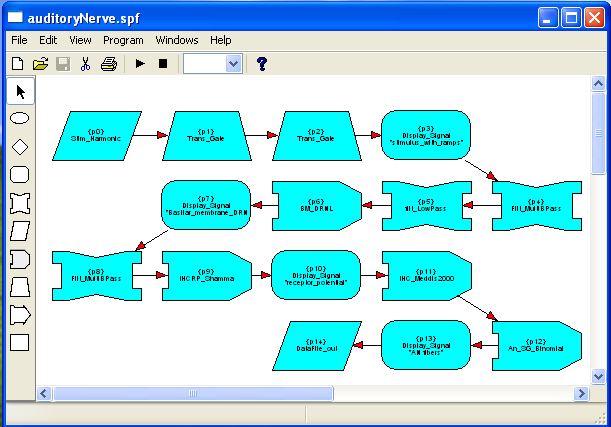 auditoryNerve.spf
File Edit View Program Windows Help
{p0}
Stim_Harmonic
{p1}
Trans_Gate
{p2}
Trans_Gate
{p3}
Display_Signal
"stimulus_with_ramps"
{p7}
Display_Signal
"Basilar_membrane_DRN
{p6}
BM_DRNL
{p5}
Filt_LowPass
{p4}
Filt_MultiBPass
{p8}
Filt_MultiBPass
{p9}
IHCRP_Shamma
{p10}
Display_Signal
"receptor_potential"
{p11}
IHC_Meddis2000
{p14}
DataFile_out
{p13}
Display_Signal
"AN fibers"
{p12}
An_SG_Binomial